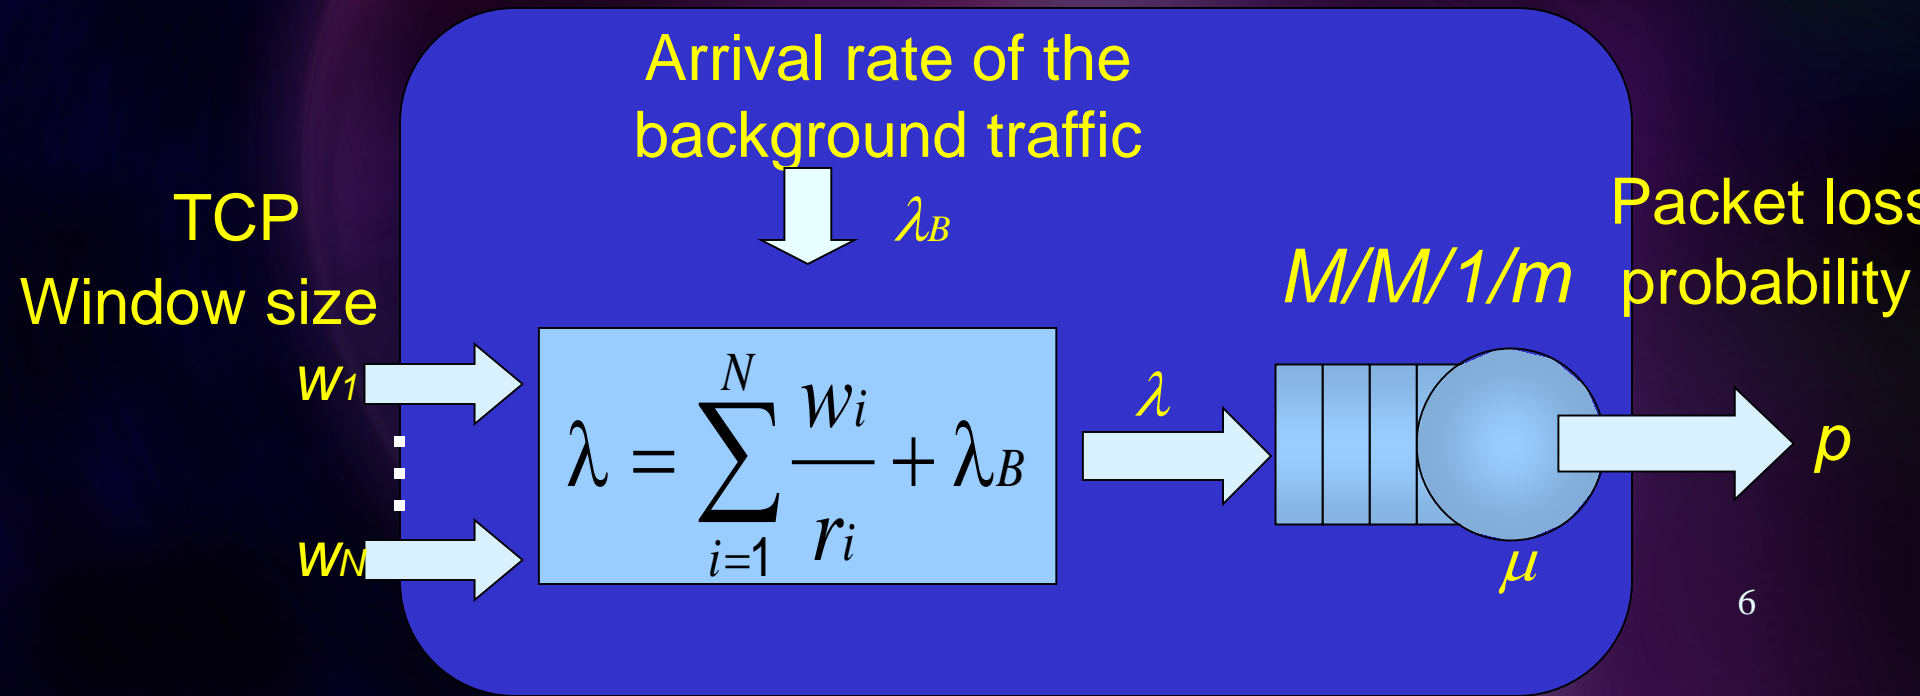 Arrival rate of the
background traffic
λB
TCP
Window size
w1
wN
λ = ∑ i=1 N wi / ri + λB
λ
M/M/1/m
μ
Packet loss
probability
p
6